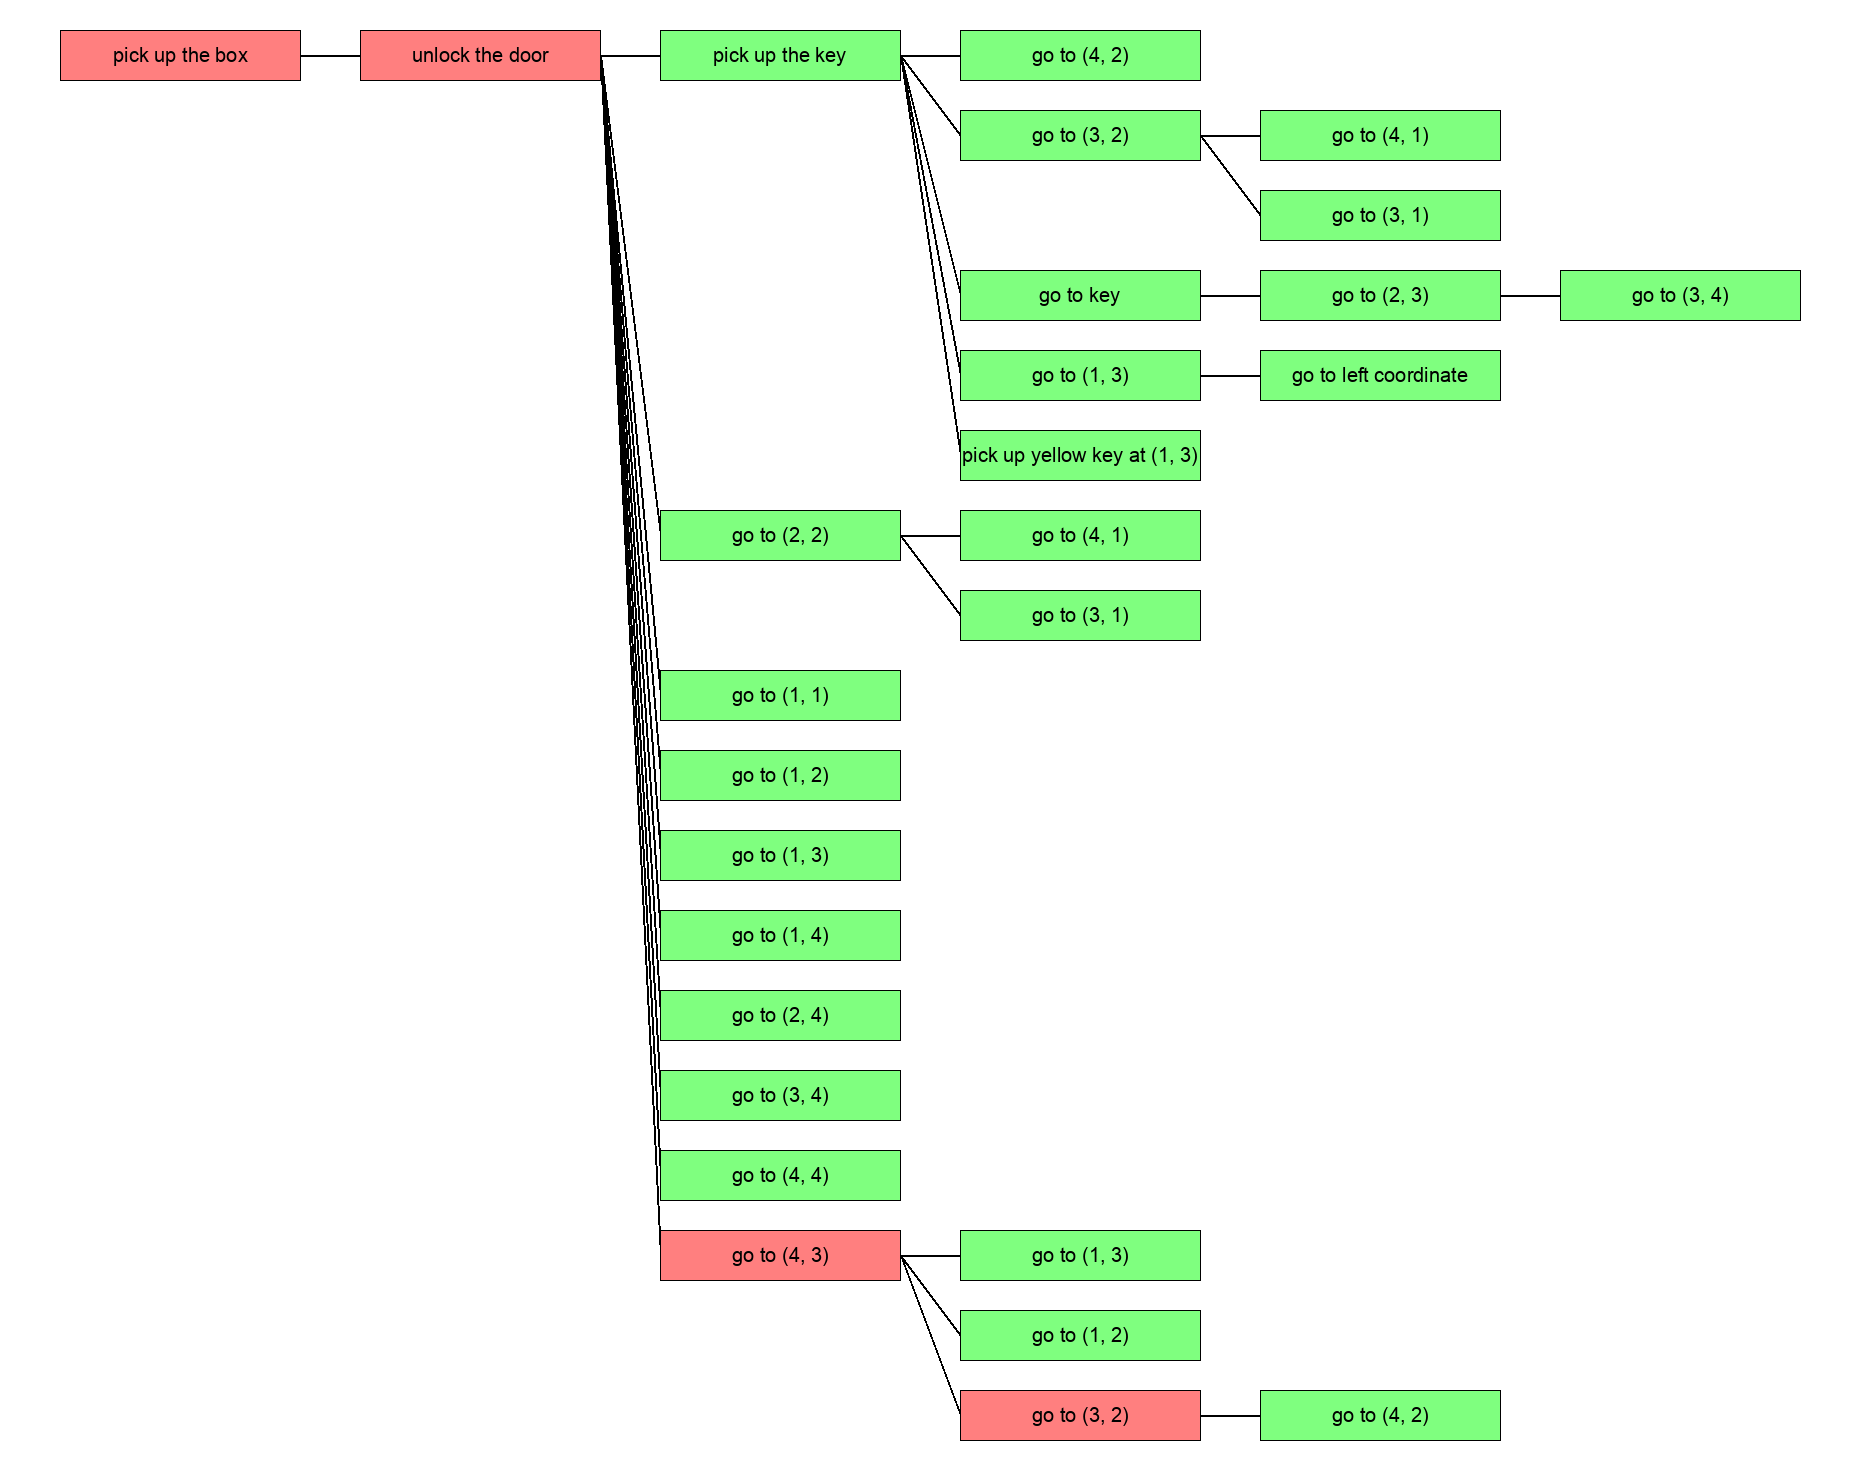 pick up the box
unlock the door
pick up the key
go to (4, 2)
go to (3, 2)
go to (4, 1)
go to (3, 1)
go to key
go to (2, 3)
go to (3, 4)
go to (1, 3)
go to left coordinate
pick up yellow key at (1, 3)
go to (2, 2)
go to (4, 1)
go to (3, 1)
go to (1, 1)
go to (1, 2)
go to (1, 3)
go to (1, 4)
go to (2, 4)
go to (3, 4)
go to (4, 4)
go to (4, 3)
go to (1, 3)
go to (1, 2)
go to (3, 2)
go to (4, 2)